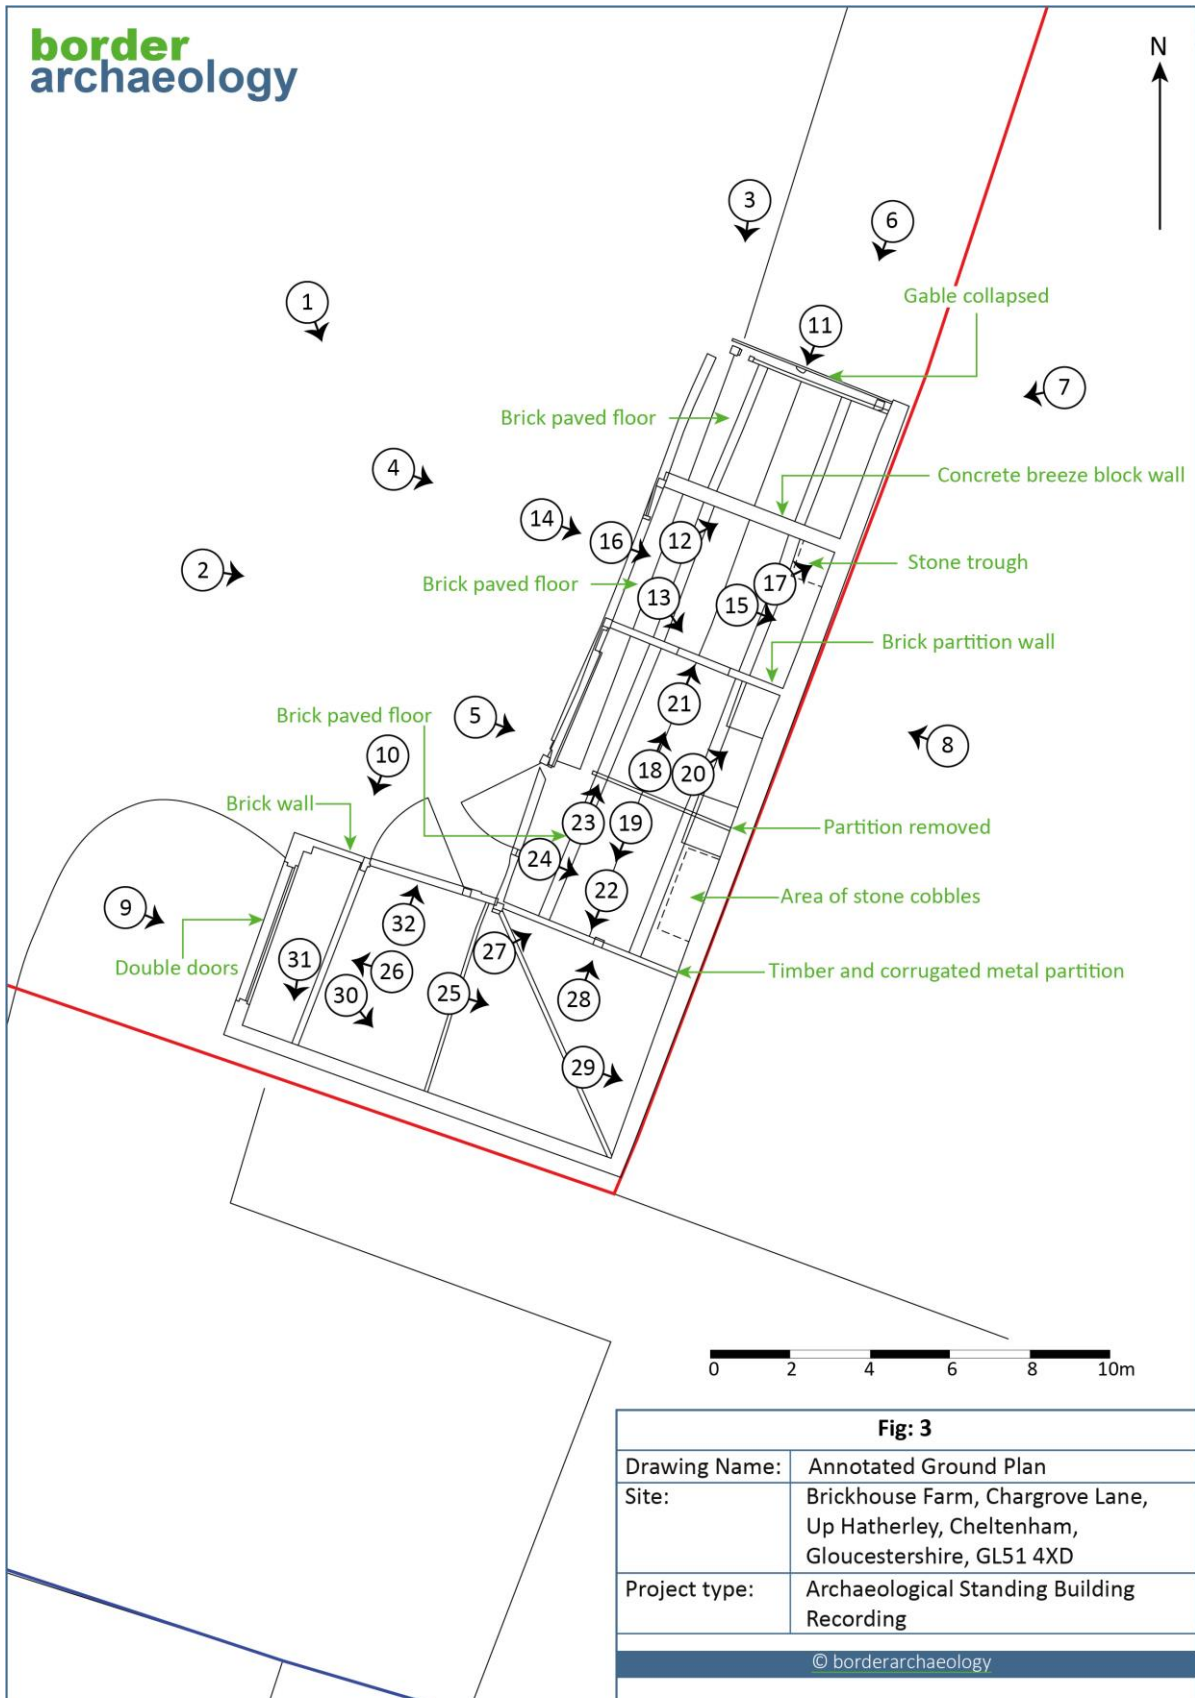 border
archaeology
N
3
6
1
Gable collapsed
11
7
Brick paved floor
4
Concrete breeze block wall
14
16
12
2
Stone trough
Brick paved floor
17
13
15
Brick partition wall
21
5
Brick paved floor
8
10
18
20
Brick wall
23
19
Partition removed
24
22
Area of stone cobbles
9
32
27
Double doors
31
26
Timber and corrugated metal partition
30
25
28
29
0 2 4 6 8 10m
Fig: 3
Drawing Name: Annotated Ground Plan
Site: Brickhouse Farm, Chargrove Lane,
Up Hatherley, Cheltenham,
Gloucestershire, GL51 4XD
Project type: Archaeological Standing Building
Recording
© borderarchaeology